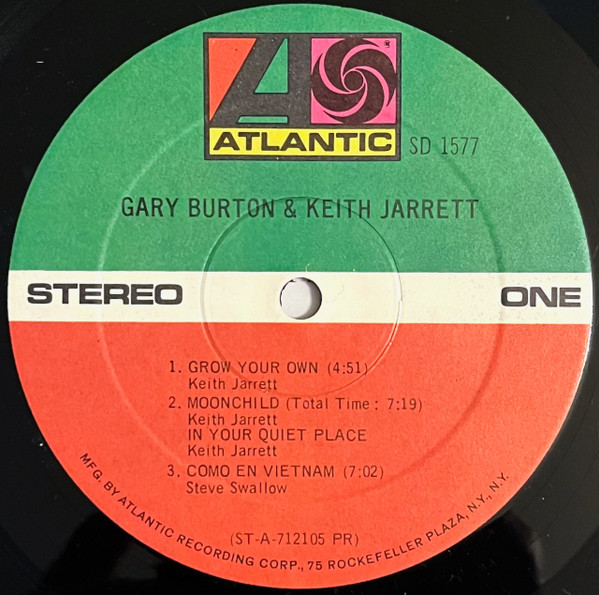 ATLANTIC
SD 1577
GARY BURTON & KEITH JARRETT
STEREO
ONE
1. GROW YOUR OWN (4:51)
Keith Jarrett
2. MOONCHILD (Total Time: 7:19)
Keith Jarrett
IN YOUR QUIET PLACE
Keith Jarrett
3. COMO EN VIETNAM (7:02)
Steve Swallow
(ST-A-712105 PR)
MFG. BY ATLANTIC RECORDING CORP., 75 ROCKEFELLER PLAZA, N.Y., N.Y.